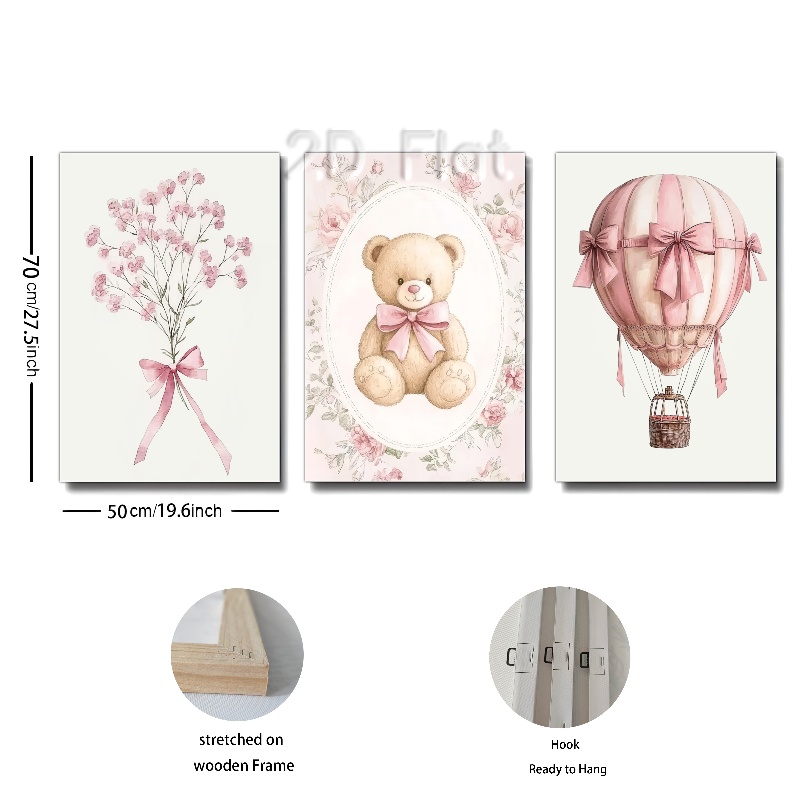 2D Flat
70 cm/27.5inch
50cm/19.6inch
stretched on
wooden Frame
Hook
Ready to Hang